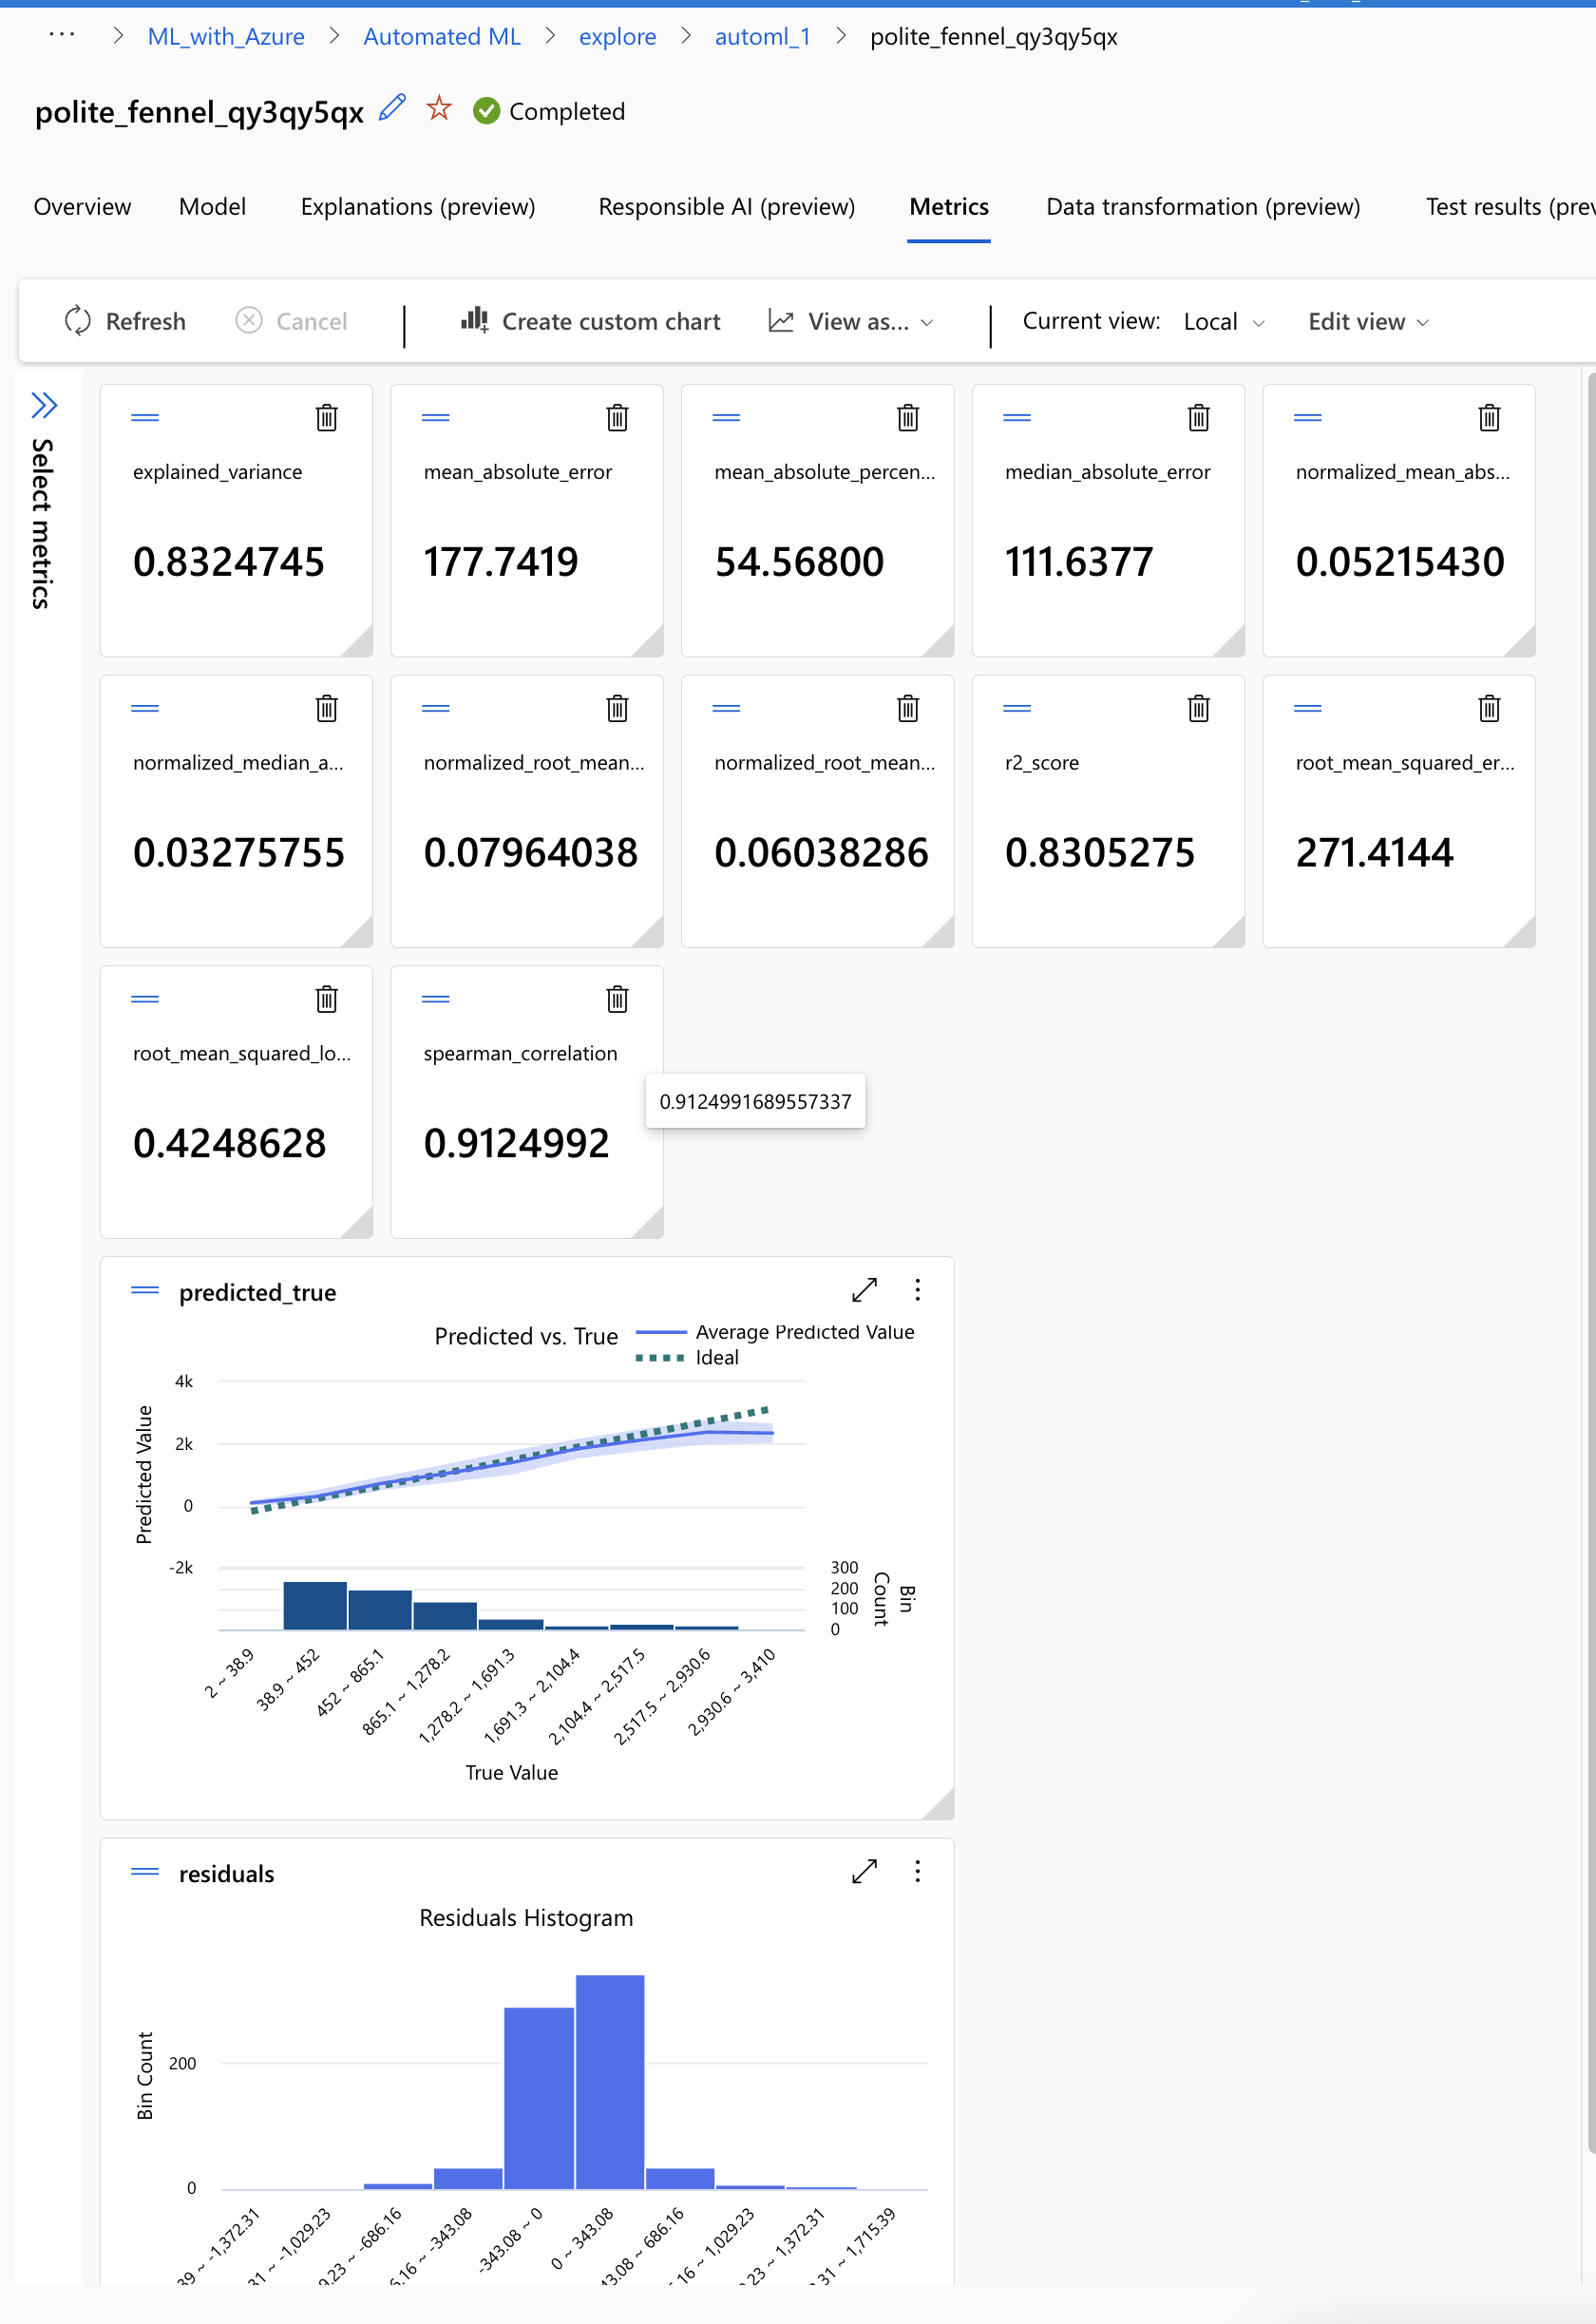 ... > ML_with_Azure > Automated ML > explore > automl_1 > polite_fennel_qy3qy5qx
polite_fennel_qy3qy5qx Completed
Overview Model Explanations (preview) Responsible AI (preview) Metrics Data transformation (preview) Test results (prev
Refresh Cancel Create custom chart View as... Current view: Local Edit view
Select metrics
explained_variance
0.8324745
mean_absolute_error
177.7419
mean_absolute_percen...
54.56800
median_absolute_error
111.6377
normalized_mean_abs...
0.05215430
normalized_median_a...
0.03275755
normalized_root_mean...
0.07964038
normalized_root_mean...
0.06038286
r2_score
0.8305275
root_mean_squared_er...
271.4144
root_mean_squared_lo...
0.4248628
spearman_correlation
0.9124992
0.9124991689557337
predicted_true
Predicted vs. True
Average Predicted Value
Ideal
Predicted Value
4k
2k
0
-2k
300
200
100
0
Bin
Count
2 ~ 38.9
38.9 ~ 452
452 ~ 865.1
865.1 ~ 1,278.2
1,278.2 ~ 1,691.3
1,691.3 ~ 2,104.4
2,104.4 ~ 2,517.5
2,517.5 ~ 2,930.6
2,930.6 ~ 3,410
True Value
residuals
Residuals Histogram
Bin Count
200
0
39 ~ -1,372.31
31 ~ -1,029.23
9.23 ~ -686.16
6.16 ~ -343.08
-343.08 ~ 0
0 ~ 343.08
43.08 ~ 686.16
.16 ~ 1,029.23
.23 ~ 1,372.31
.31 ~ 1,715.39